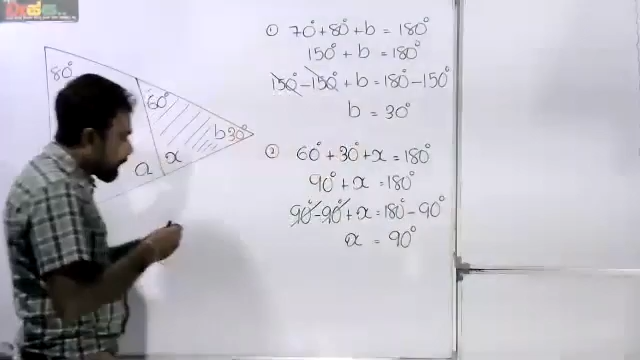 ① 70° + 80° + b = 180°
150° + b = 180°
150° - 150° + b = 180° - 150°
b = 30°
80°
60°
b 30°
a
x
② 60° + 30° + x = 180°
90° + x = 180°
90° - 90° + x = 180° - 90°
x = 90°